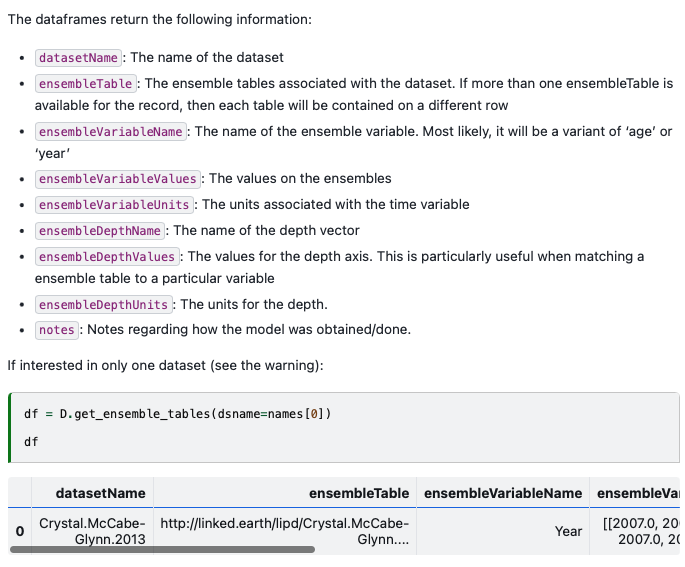 The dataframes return the following information:
datasetName: The name of the dataset
ensembleTable: The ensemble tables associated with the dataset. If more than one ensembleTable is
available for the record, then each table will be contained on a different row
ensembleVariableName: The name of the ensemble variable. Most likely, it will be a variant of ‘age’ or
‘year’
ensembleVariableValues: The values on the ensembles
ensembleVariableUnits: The units associated with the time variable
ensembleDepthName: The name of the depth vector
ensembleDepthValues: The values for the depth axis. This is particularly useful when matching a
ensemble table to a particular variable
ensembleDepthUnits: The units for the depth.
notes: Notes regarding how the model was obtained/done.
If interested in only one dataset (see the warning):
df = D.get_ensemble_tables(dsname=names[0])
df
datasetName ensembleTable ensembleVariableName ensembleVa
0 Crystal.McCabe- http://linked.earth/lipd/Crystal.McCabe- Year [[2007.0, 20
Glynn.2013 Glynn.... 2007.0, 20